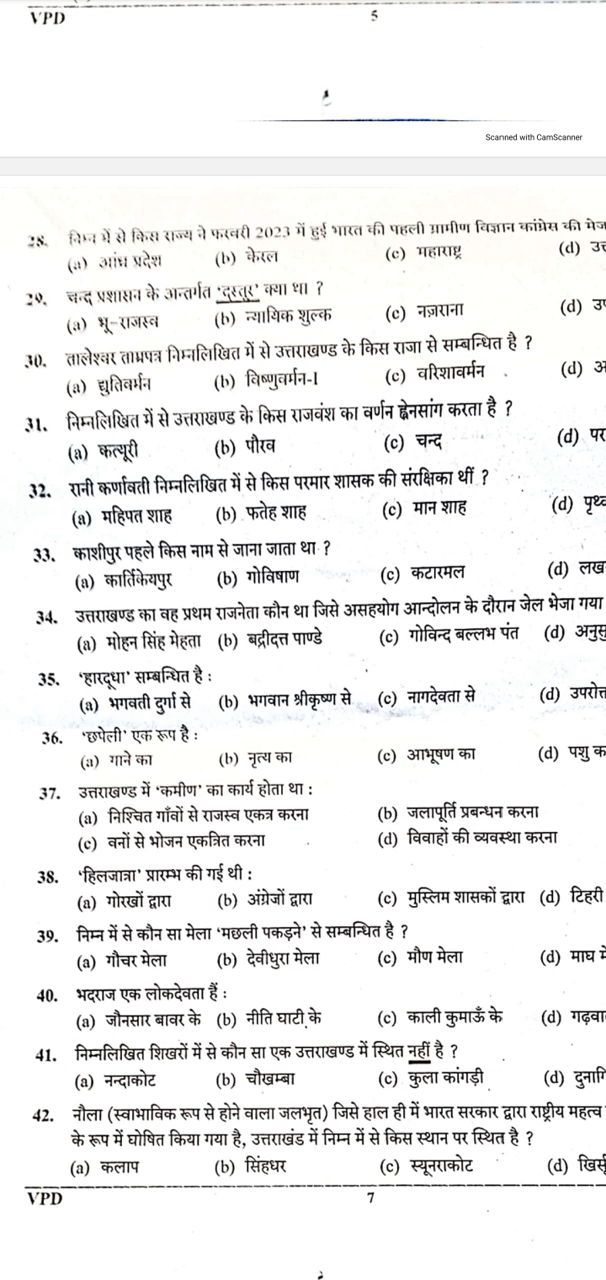 VPD 5
Scanned with CamScanner
28. निम्न में से किस राज्य ने फरवरी 2023 में हुई भारत की पहली ग्रामीण विज्ञान कांग्रेस की
(a) आंध्र प्रदेश (b) केरल (c) महाराष्ट्र (d)
29. चन्द प्रशासन के अन्तर्गत 'दस्तूर' क्या था ?
(a) भू-राजस्व (b) न्यायिक शुल्क (c) नज़राना (d)
30. तालेश्वर ताम्रपत्र निम्नलिखित में से उत्तराखण्ड के किस राजा से सम्बन्धित है ?
(a) द्युतिवर्मन (b) विष्णुवर्मन-I (c) वरिशावर्मन (d)
31. निम्नलिखित में से उत्तराखण्ड के किस राजवंश का वर्णन ह्वेनसांग करता है ?
(a) कत्यूरी (b) पौरव (c) चन्द (d) पर
32. रानी कर्णावती निम्नलिखित में से किस परमार शासक की संरक्षिका थीं ?
(a) महिपत शाह (b) फतेह शाह (c) मान शाह (d)
33. काशीपुर पहले किस नाम से जाना जाता था ?
(a) कार्तिकेयपुर (b) गोविषाण (c) कटारमल (d) लख
34. उत्तराखण्ड का वह प्रथम राजनेता कौन था जिसे असहयोग आन्दोलन के दौरान जेल भेजा गया
(a) मोहन सिंह मेहता (b) बद्रीदत्त पाण्डे (c) गोविन्द बल्लभ पंत (d)
35. 'हारदूधा' सम्बन्धित है :
(a) भगवती दुर्गा से (b) भगवान श्रीकृष्ण से (c) नागदेवता से (d)
36. 'छपेली' एक रूप है :
(a) गाने का (b) नृत्य का (c) आभूषण का (d) पशु क
37. उत्तराखण्ड में 'कमीण' का कार्य होता था :
(a) निश्चित गाँवों से राजस्व एकत्र करना (b) जलापूर्ति प्रबन्धन करना
(c) वनों से भोजन एकत्रित करना (d) विवाहों की व्यवस्था करना
38. 'हिलजात्रा' प्रारम्भ की गई थी :
(a) गोरखों द्वारा (b) अंग्रेजों द्वारा (c) मुस्लिम शासकों द्वारा (d) टिहरी
39. निम्न में से कौन सा मेला 'मछली पकड़ने' से सम्बन्धित है ?
(a) गौचर मेला (b) देवीधुरा मेला (c) मौण मेला (d) माघ मे
40. भदराज एक लोकदेवता हैं :
(a) जौनसार बावर के (b) नीति घाटी के (c) काली कुमाऊँ के (d) गढ़वा
41. निम्नलिखित शिखरों में से कौन सा एक उत्तराखण्ड में स्थित नहीं है ?
(a) नन्दाकोट (b) चौखम्बा (c) कुला कांगड़ी (d)
42. नौला (स्वाभाविक रूप से होने वाला जलभृत) जिसे हाल ही में भारत सरकार द्वारा राष्ट्रीय महत्व
के रूप में घोषित किया गया है, उत्तराखंड में निम्न में से किस स्थान पर स्थित है ?
(a) कलाप (b) सिंहधर (c) स्यूनराकोट (d)
VPD 7